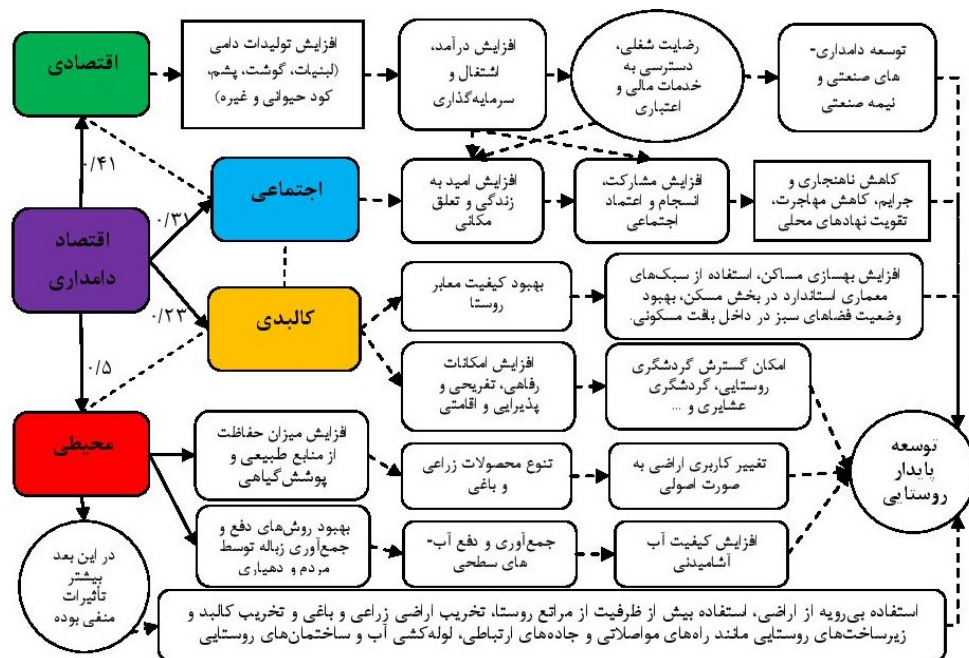 اقتصادی
افزایش تولیدات دامی
(لبنیات، گوشت، پشم،
کود حیوانی و غیره)
افزایش درآمد،
اشتغال و
سرمایه‌گذاری
رضایت شغلی،
دسترسی به
خدمات مالی و
اعتباری
توسعه دامداری-
های صنعتی و
نیمه صنعتی
۰/۴۱
اجتماعی
افزایش امید به
زندگی و تعلق
مکانی
افزایش مشارکت،
انسجام و اعتماد
اجتماعی
کاهش ناهنجاری و
جرایم، کاهش مهاجرت،
تقویت نهادهای محلی
۰/۳۱
اقتصاد
دامداری
۰/۲۳
کالبدی
بهبود کیفیت معابر
روستا
افزایش بهسازی مساکن، استفاده از سبک‌های
معماری استاندارد در بخش مسکن، بهبود
وضعیت فضاهای سبز در داخل بافت مسکونی.
۰/۵
افزایش امکانات
رفاهی، تفریحی و
پذیرایی و اقامتی
امکان گسترش گردشگری
روستایی، گردشگری
عشایری و ...
محیطی
افزایش میزان حفاظت
از منابع طبیعی و
پوشش‌گیاهی
تنوع محصولات زراعی
و باغی
تغییر کاربری اراضی به
صورت اصولی
توسعه
پایدار
روستایی
بهبود روش‌های دفع و
جمع‌آوری زباله توسط
مردم و دهیاری
جمع‌آوری و دفع آب-
های سطحی
افزایش کیفیت آب
آشامیدنی
در این بعد
بیشتر
تأثیرات
منفی بوده
استفاده بی‌رویه از اراضی، استفاده بیش از ظرفیت از مراتع روستا، تخریب اراضی زراعی و باغی و تخریب کالبد و
زیرساخت‌های روستایی مانند راه‌های مواصلاتی و جاده‌های ارتباطی، لوله‌کشی آب و ساختمان‌های روستایی